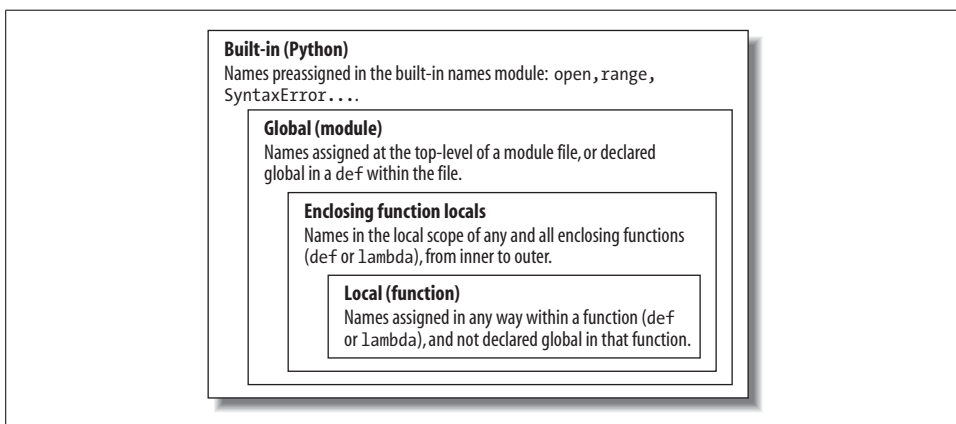 Built-in (Python)
Names preassigned in the built-in names module: open,range,
SyntaxError....
Global (module)
Names assigned at the top-level of a module file, or declared
global in a def within the file.
Enclosing function locals
Names in the local scope of any and all enclosing functions
(def or lambda), from inner to outer.
Local (function)
Names assigned in any way within a function (def
or lambda), and not declared global in that function.